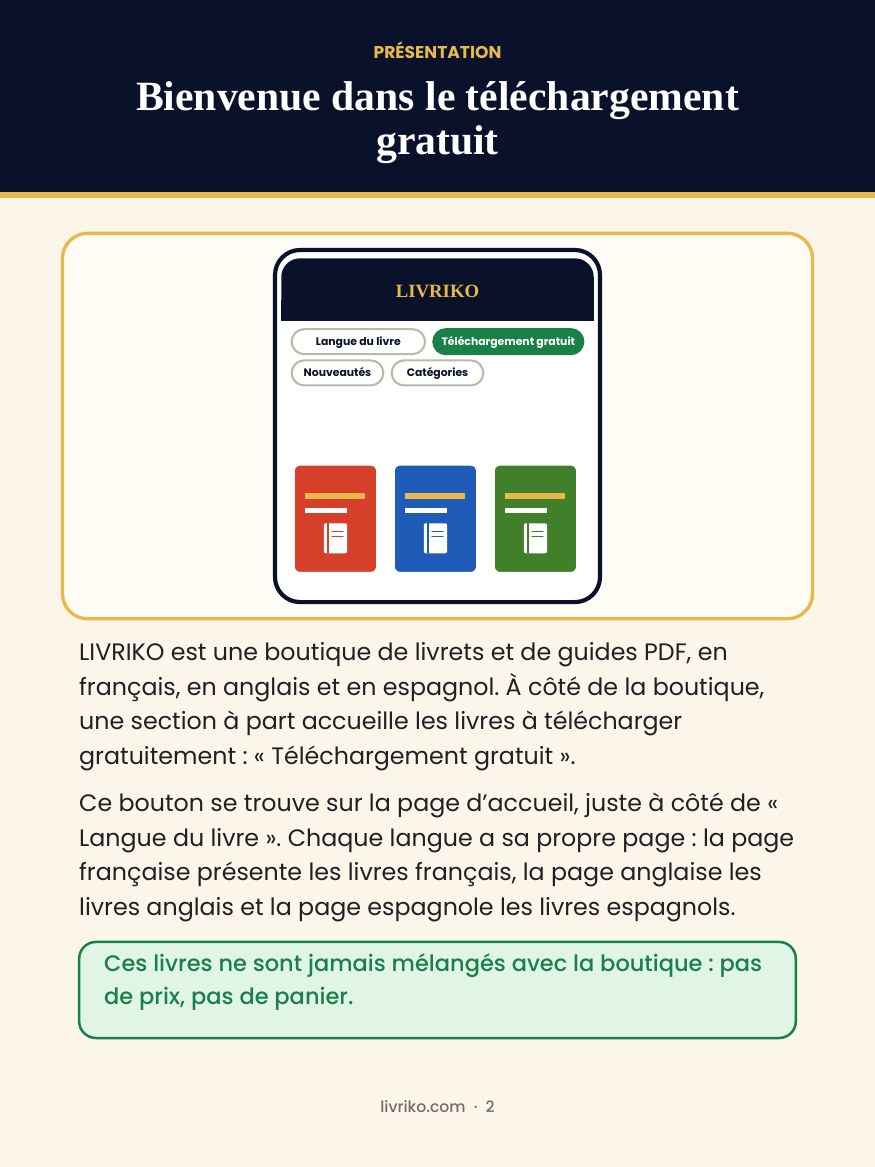 PRÉSENTATION
Bienvenue dans le téléchargement
gratuit
LIVRIKO
Langue du livre
Téléchargement gratuit
Nouveautés
Catégories
LIVRIKO est une boutique de livrets et de guides PDF, en
français, en anglais et en espagnol. À côté de la boutique,
une section à part accueille les livres à télécharger
gratuitement : « Téléchargement gratuit ».
Ce bouton se trouve sur la page d’accueil, juste à côté de «
Langue du livre ». Chaque langue a sa propre page : la page
française présente les livres français, la page anglaise les
livres anglais et la page espagnole les livres espagnols.
Ces livres ne sont jamais mélangés avec la boutique : pas
de prix, pas de panier.
livriko.com · 2